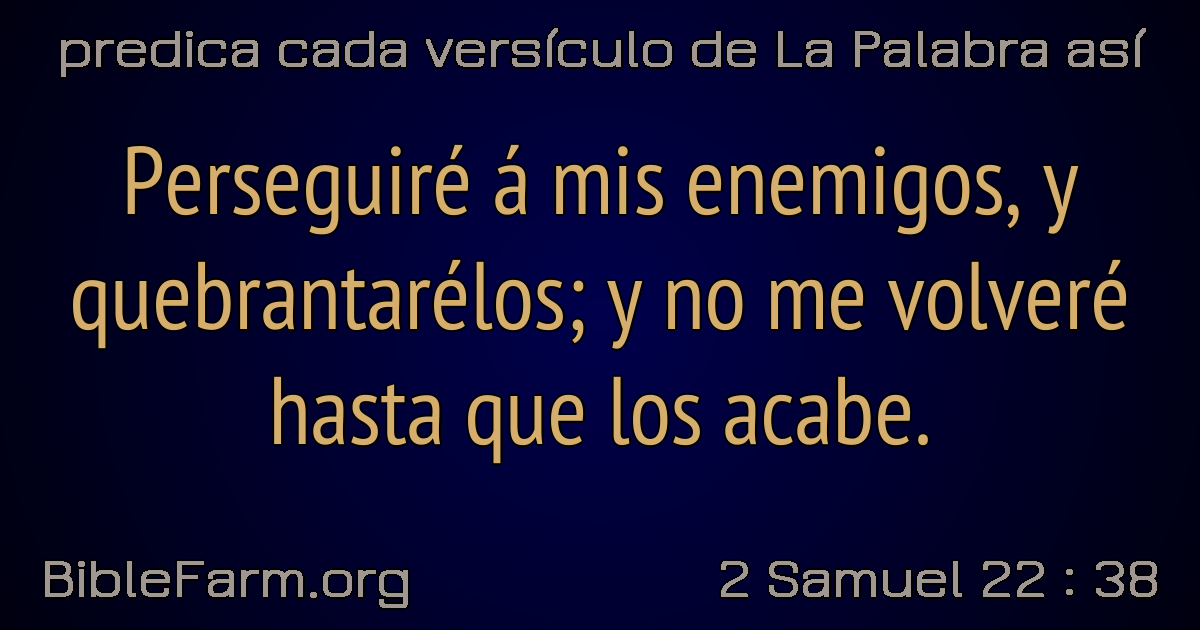 predica cada versículo de La Palabra así
Perseguiré á mis enemigos, y
quebrantarélos; y no me volveré
hasta que los acabe.
BibleFarm.org
2 Samuel 22 : 38